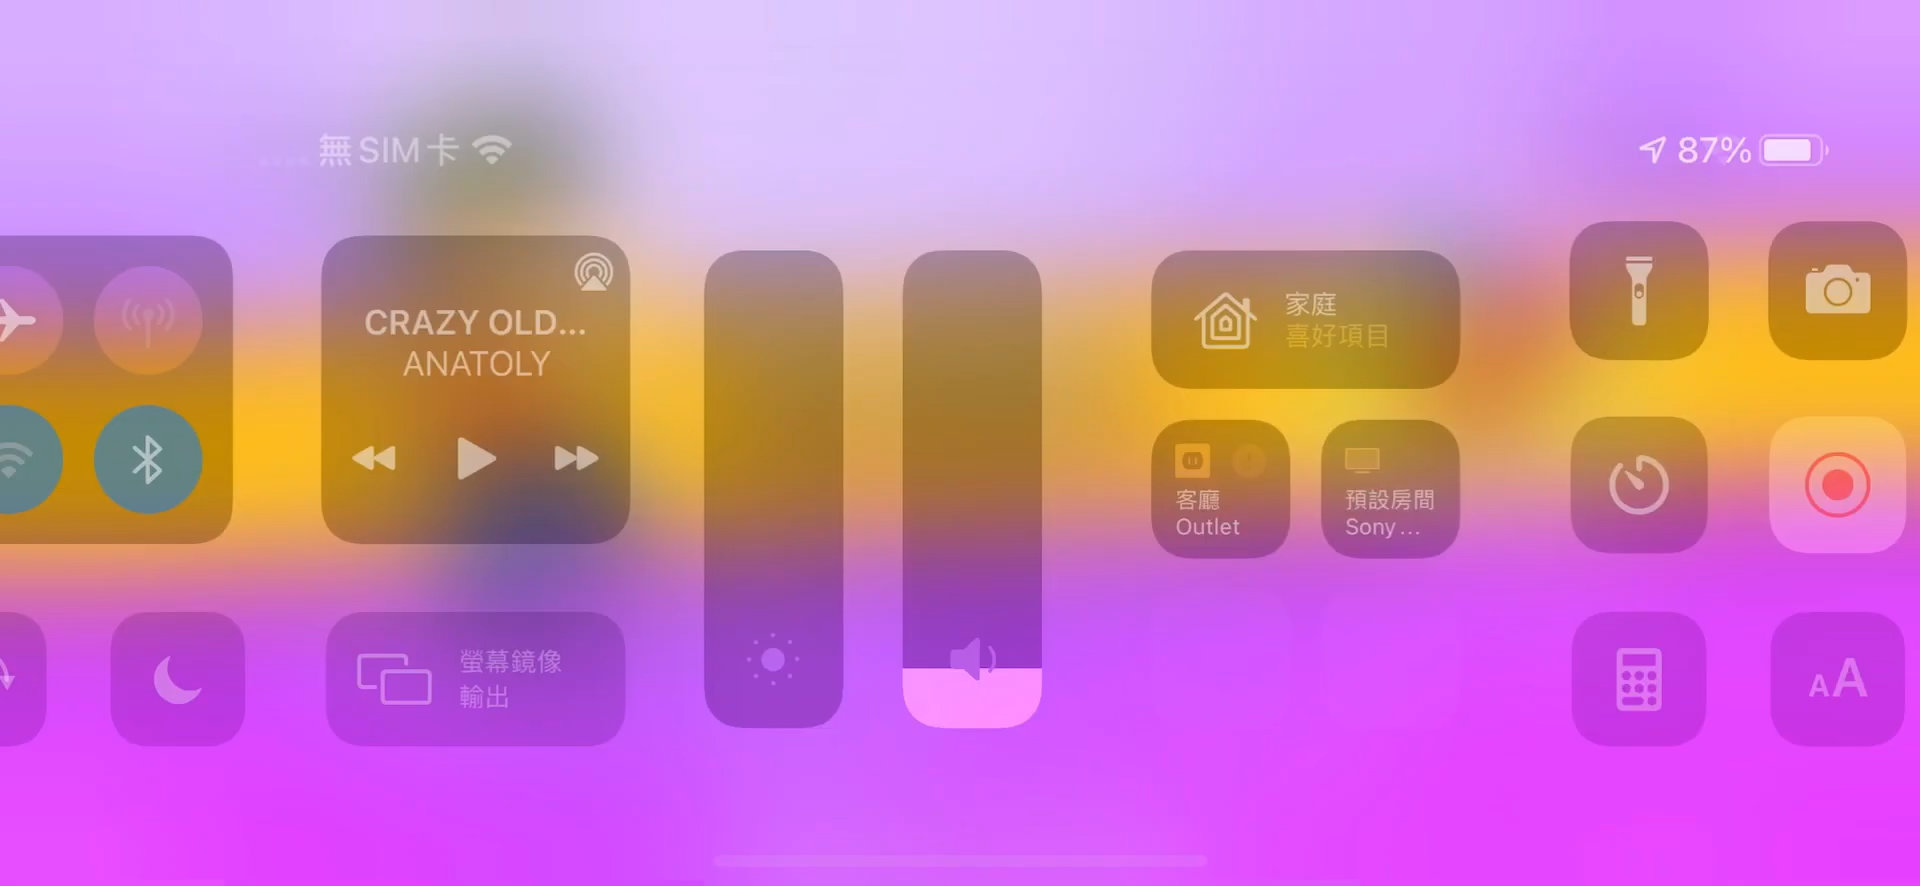 無SIM卡
87%
CRAZY OLD...
ANATOLY
螢幕鏡像
輸出
家庭
喜好項目
客廳
Outlet
預設房間
Sony...
AA